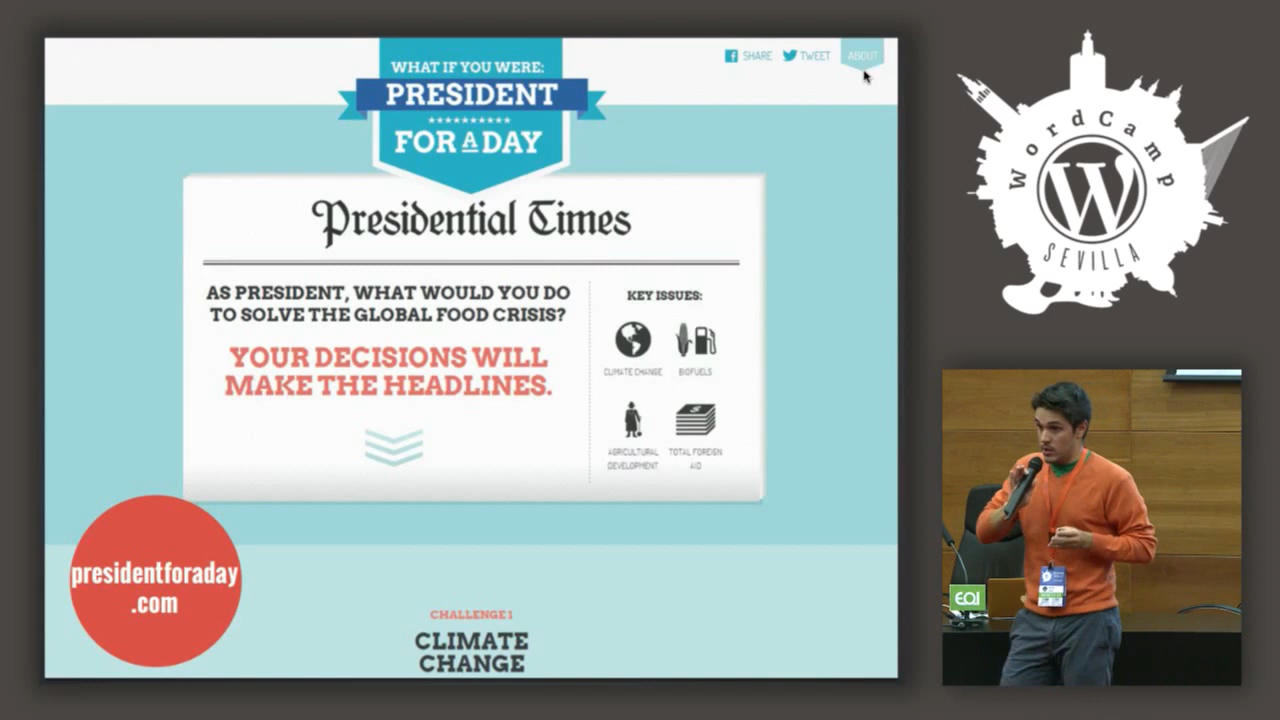 WHAT IF YOU WERE:
PRESIDENT
FOR A DAY
SHARE
TWEET
ABOUT
Presidential Times
AS PRESIDENT, WHAT WOULD YOU DO
TO SOLVE THE GLOBAL FOOD CRISIS?
YOUR DECISIONS WILL
MAKE THE HEADLINES.
KEY ISSUES:
CLIMATE CHANGE
BIOFUELS
AGRICULTURAL
DEVELOPMENT
TOTAL FOREIGN
AID
presidentforaday
.com
CHALLENGE 1
CLIMATE
CHANGE
WordCamp
W
SEVILLA
EOI